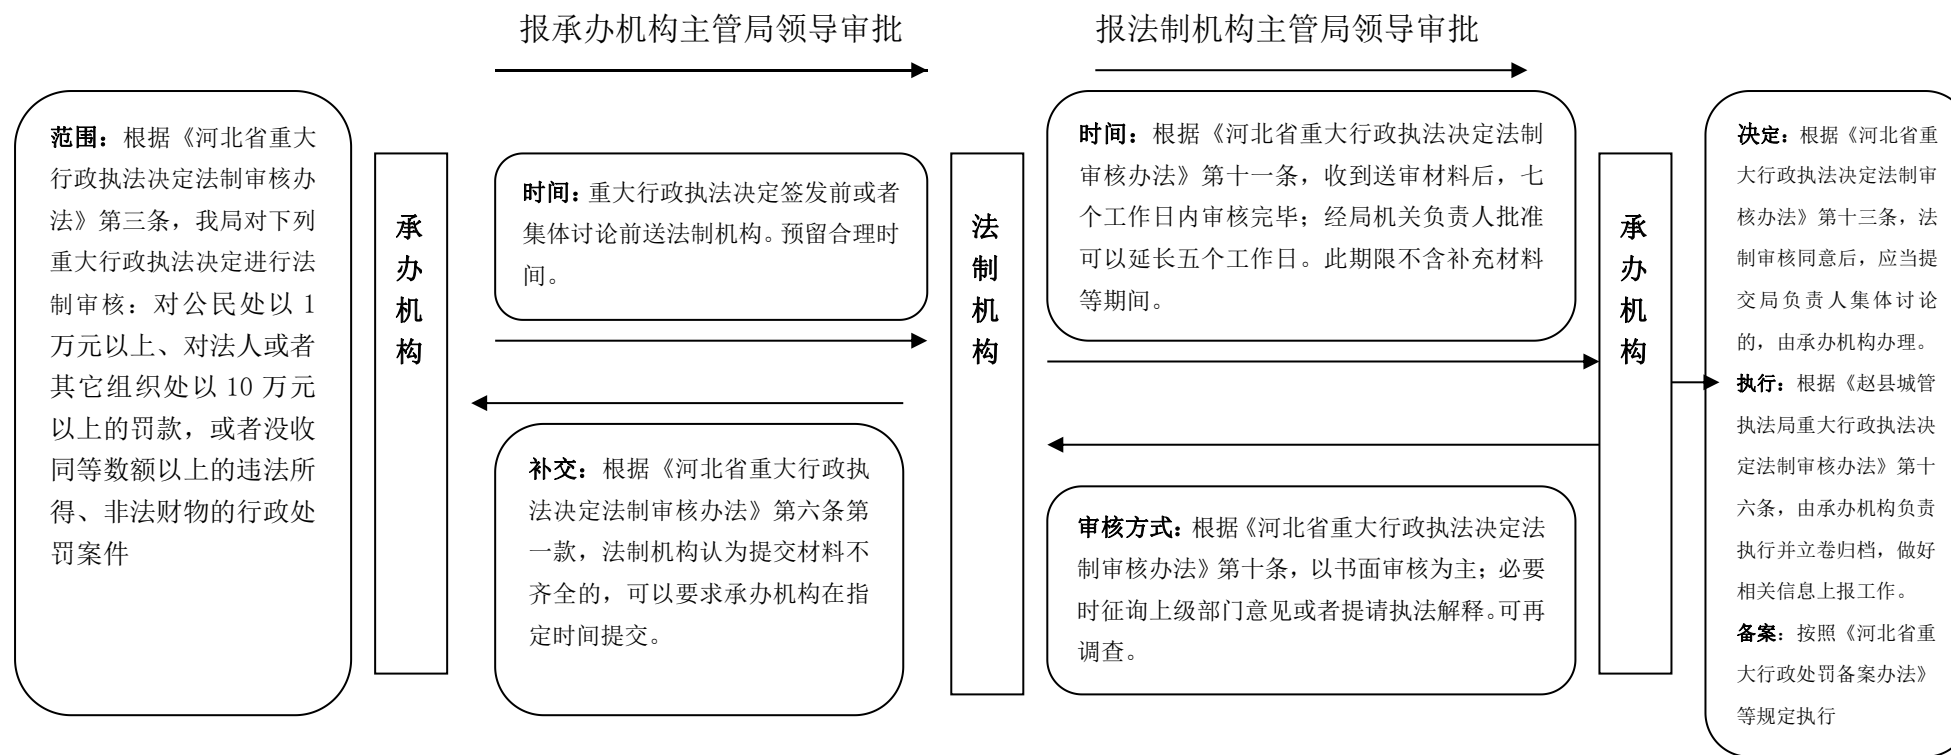 报承办机构主管局领导审批
报法制机构主管局领导审批
范围：根据《河北省重大
行政执法决定法制审核办
法》第三条，我局对下列
重大行政执法决定进行法
制审核：对公民处以 1
万元以上、对法人或者
其它组织处以 10 万元
以上的罚款，或者没收
同等数额以上的违法所
得、非法财物的行政处
罚案件
承
办
机
构
时间：重大行政执法决定签发前或者
集体讨论前送法制机构。预留合理时
间。
补交：根据《河北省重大行政执
法决定法制审核办法》第六条第
一款，法制机构认为提交材料不
齐全的，可以要求承办机构在指
定时间提交。
法
制
机
构
时间：根据《河北省重大行政执法决定法制
审核办法》第十一条，收到送审材料后，七
个工作日内审核完毕；经局机关负责人批准
可以延长五个工作日。此期限不含补充材料
等期间。
审核方式：根据《河北省重大行政执法决定法
制审核办法》第十条，以书面审核为主；必要
时征询上级部门意见或者提请执法解释。可再
调查。
承
办
机
构
决定：根据《河北省重
大行政执法决定法制审
核办法》第十三条，法
制审核同意后，应当提
交局负责人集体讨论
的，由承办机构办理。
执行：根据《赵县城管
执法局重大行政执法决
定法制审核办法》第十
六条，由承办机构负责
执行并立卷归档，做好
相关信息上报工作。
备案：按照《河北省重
大行政处罚备案办法》
等规定执行